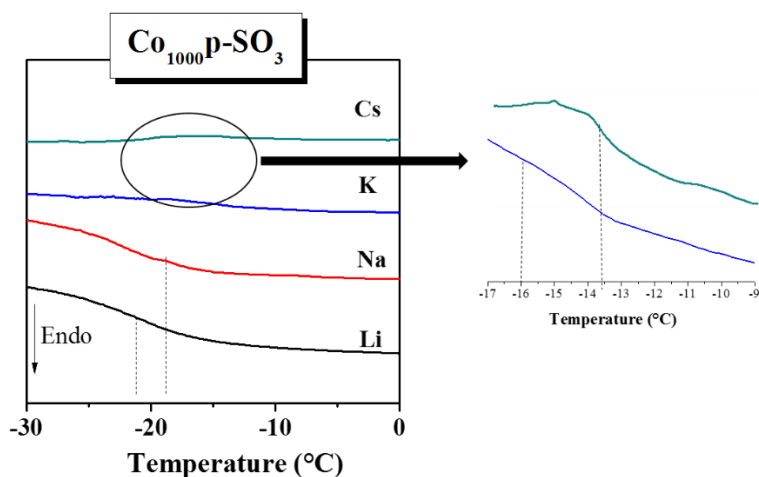 Co₁₀₀₀p-SO₃
Cs
K
Na
Li
Endo
-30 -20 -10 0
Temperature (°C)
-17 -16 -15 -14 -13 -12 -11 -10 -9
Temperature (°C)